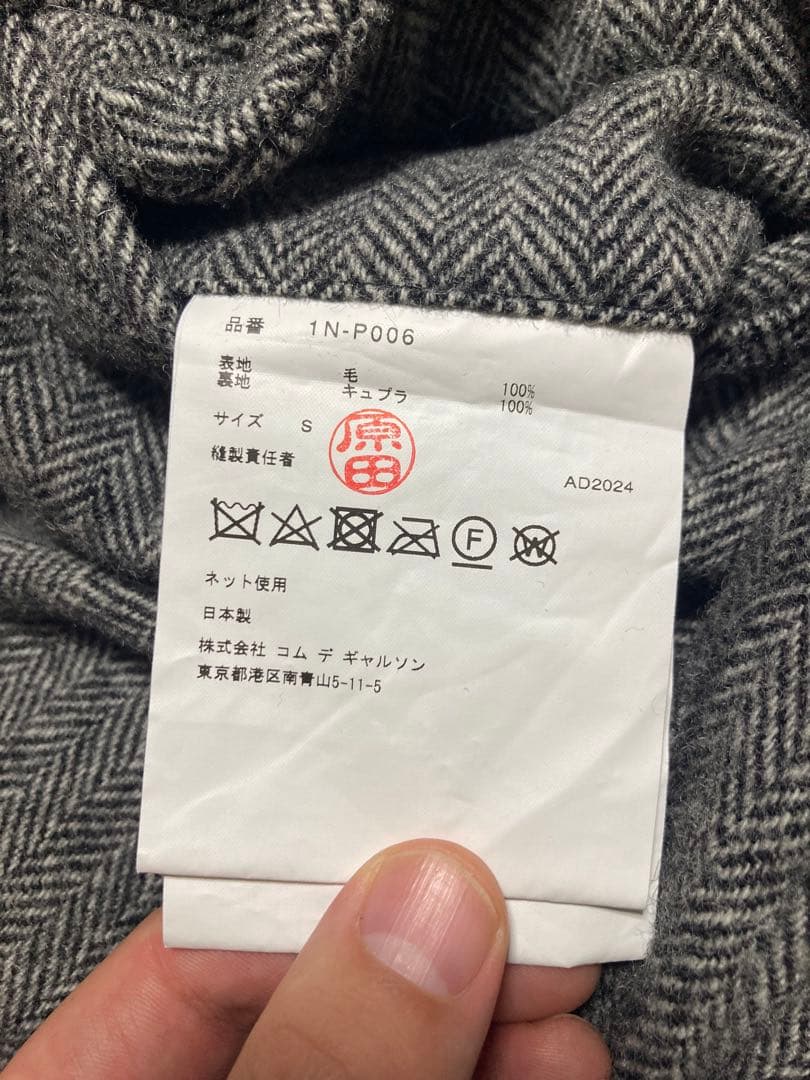 品番 1N-P006
表地 毛 100%
裏地 キュプラ 100%
サイズ S
原田
縫製責任者
AD2024
F
W
ネット使用
日本製
株式会社 コム デ ギャルソン
東京都港区南青山5-11-5